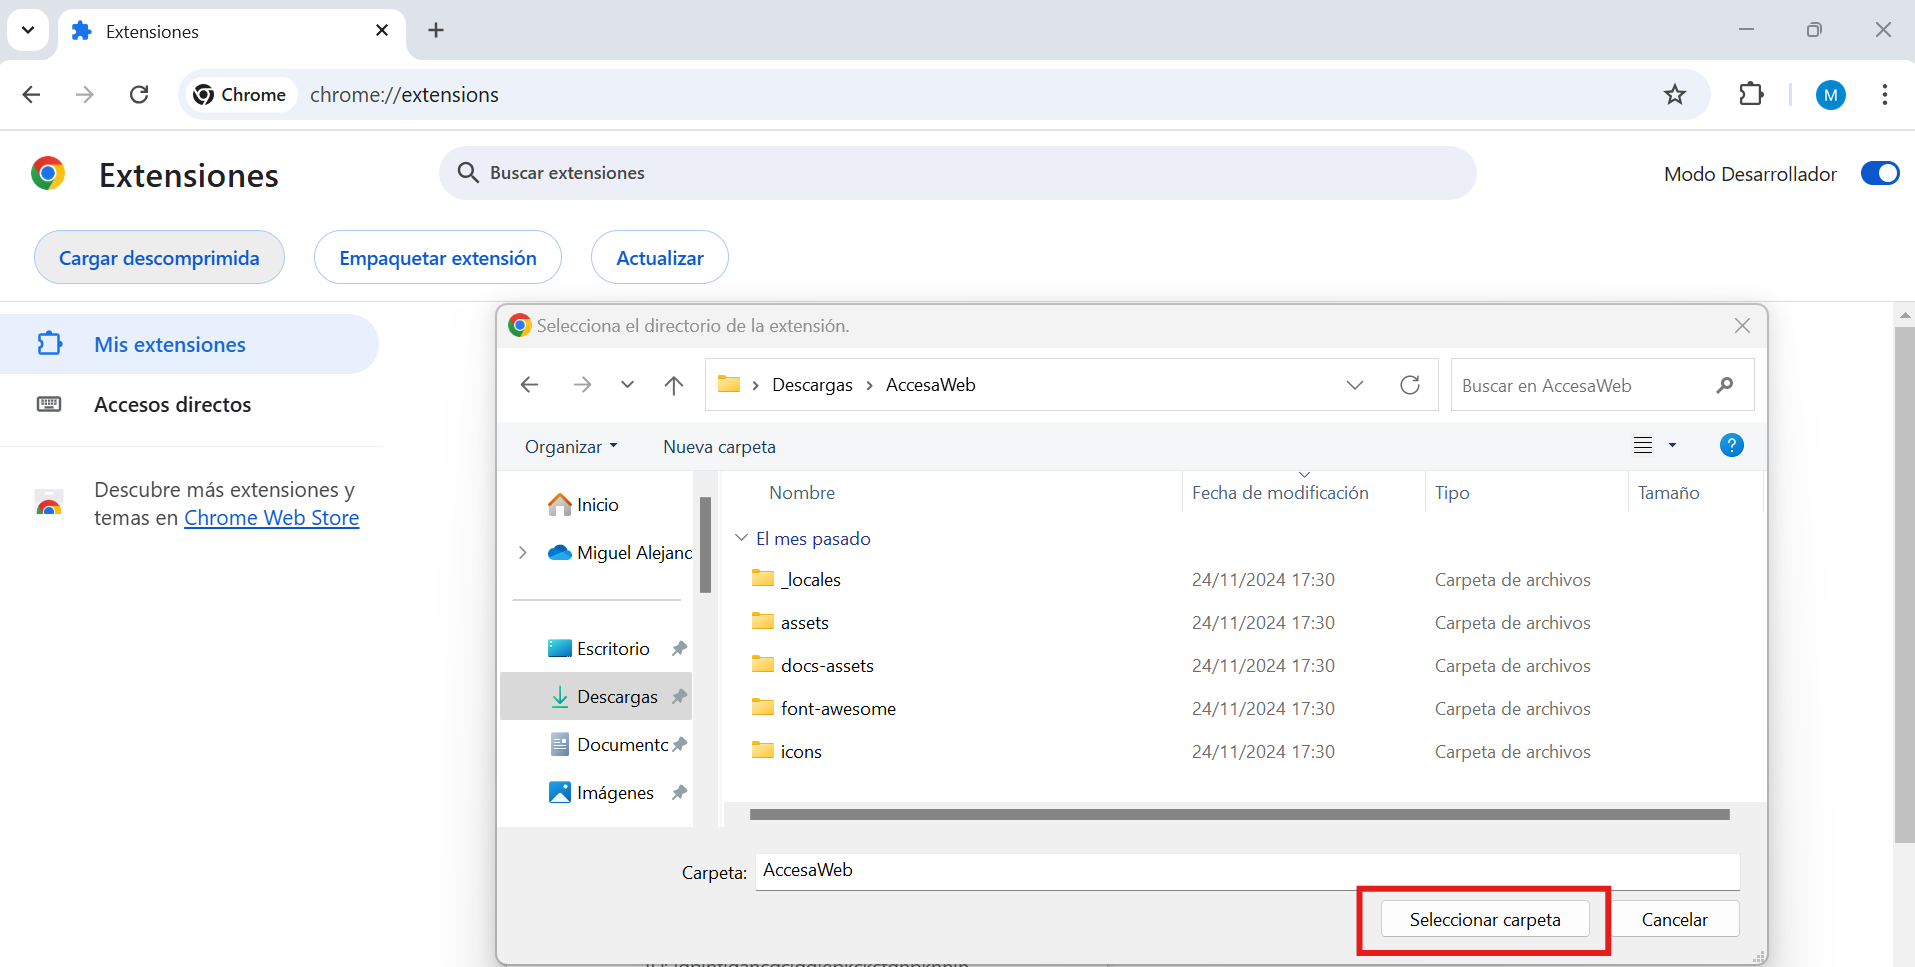 Extensiones
Chrome chrome://extensions
M
Extensiones
Buscar extensiones
Modo Desarrollador
Cargar descomprimida
Empaquetar extensión
Actualizar
Mis extensiones
Accesos directos
Descubre más extensiones y
temas en Chrome Web Store
Selecciona el directorio de la extensión.
Descargas > AccesaWeb
Buscar en AccesaWeb
Organizar
Nueva carpeta
?
Inicio
Miguel Alejanc
Escritorio
Descargas
Documentc
Imágenes
Nombre Fecha de modificación Tipo Tamaño
El mes pasado
_locales 24/11/2024 17:30 Carpeta de archivos
assets 24/11/2024 17:30 Carpeta de archivos
docs-assets 24/11/2024 17:30 Carpeta de archivos
font-awesome 24/11/2024 17:30 Carpeta de archivos
icons 24/11/2024 17:30 Carpeta de archivos
Carpeta: AccesaWeb
Seleccionar carpeta
Cancelar